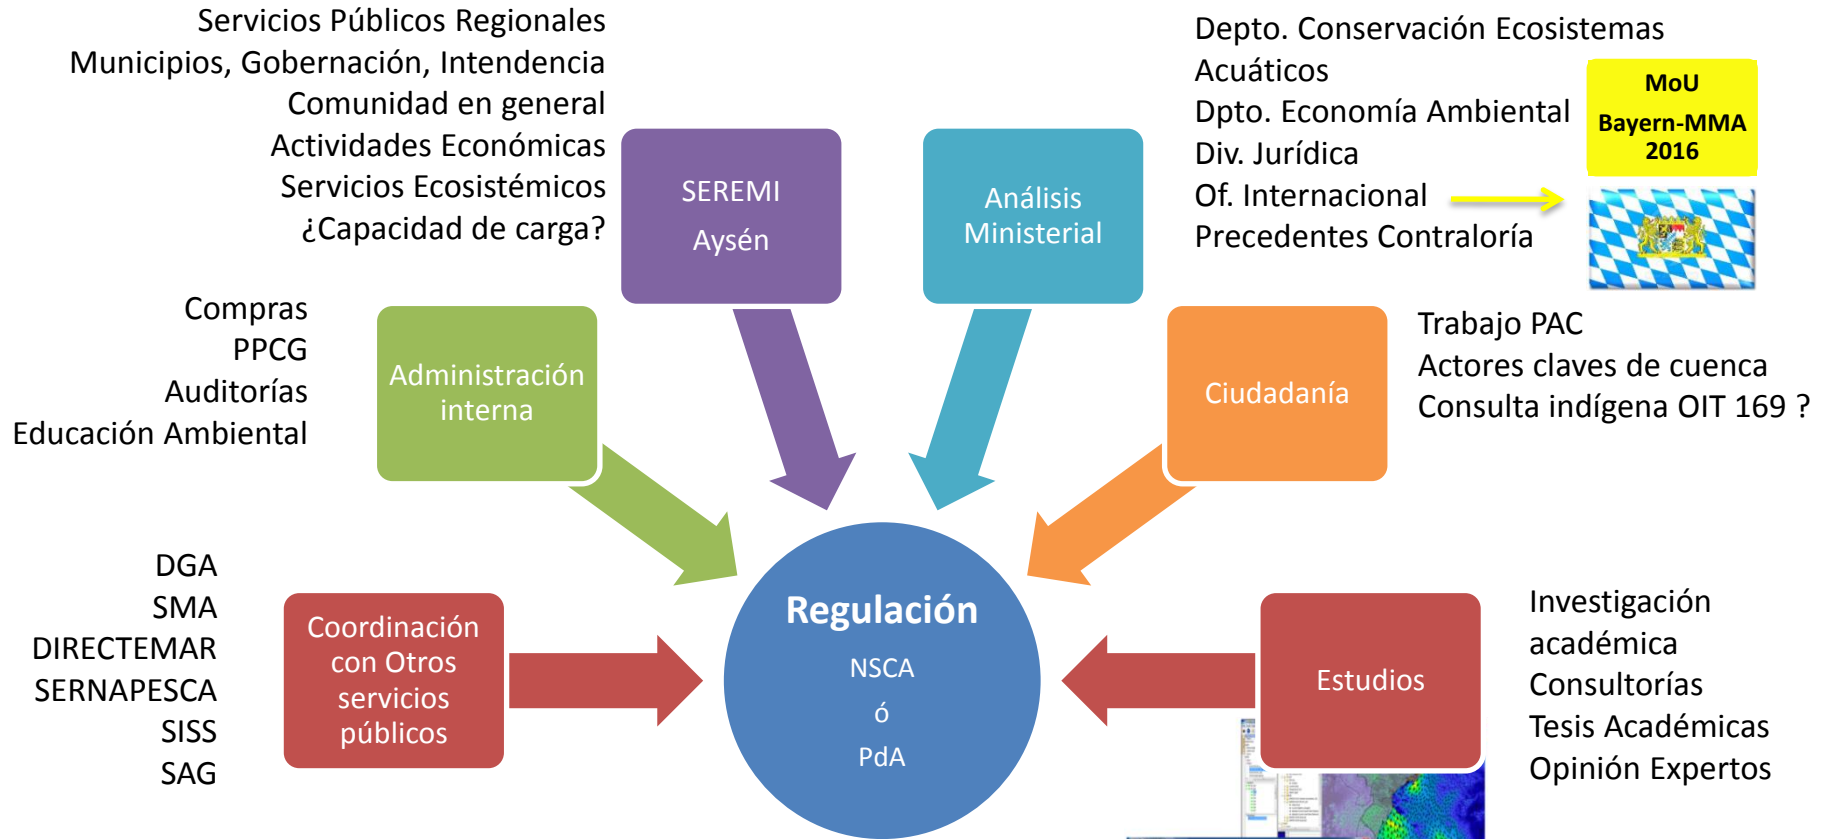 Servicios Públicos Regionales
Municipios, Gobernación, Intendencia
Comunidad en general
Actividades Económicas
Servicios Ecosistémicos
¿Capacidad de carga?
SEREMI
Aysén
Análisis
Ministerial
Depto. Conservación Ecosistemas
Acuáticos
Dpto. Economía Ambiental
Div. Jurídica
Of. Internacional
Precedentes Contraloría
MoU
Bayern-MMA
2016
Compras
PPCG
Auditorías
Educación Ambiental
Administración
interna
Ciudadanía
Trabajo PAC
Actores claves de cuenca
Consulta indígena OIT 169 ?
DGA
SMA
DIRECTEMAR
SERNAPESCA
SISS
SAG
Coordinación
con Otros
servicios
públicos
Regulación
NSCA
ó
PdA
Estudios
Investigación
académica
Consultorías
Tesis Académicas
Opinión Expertos